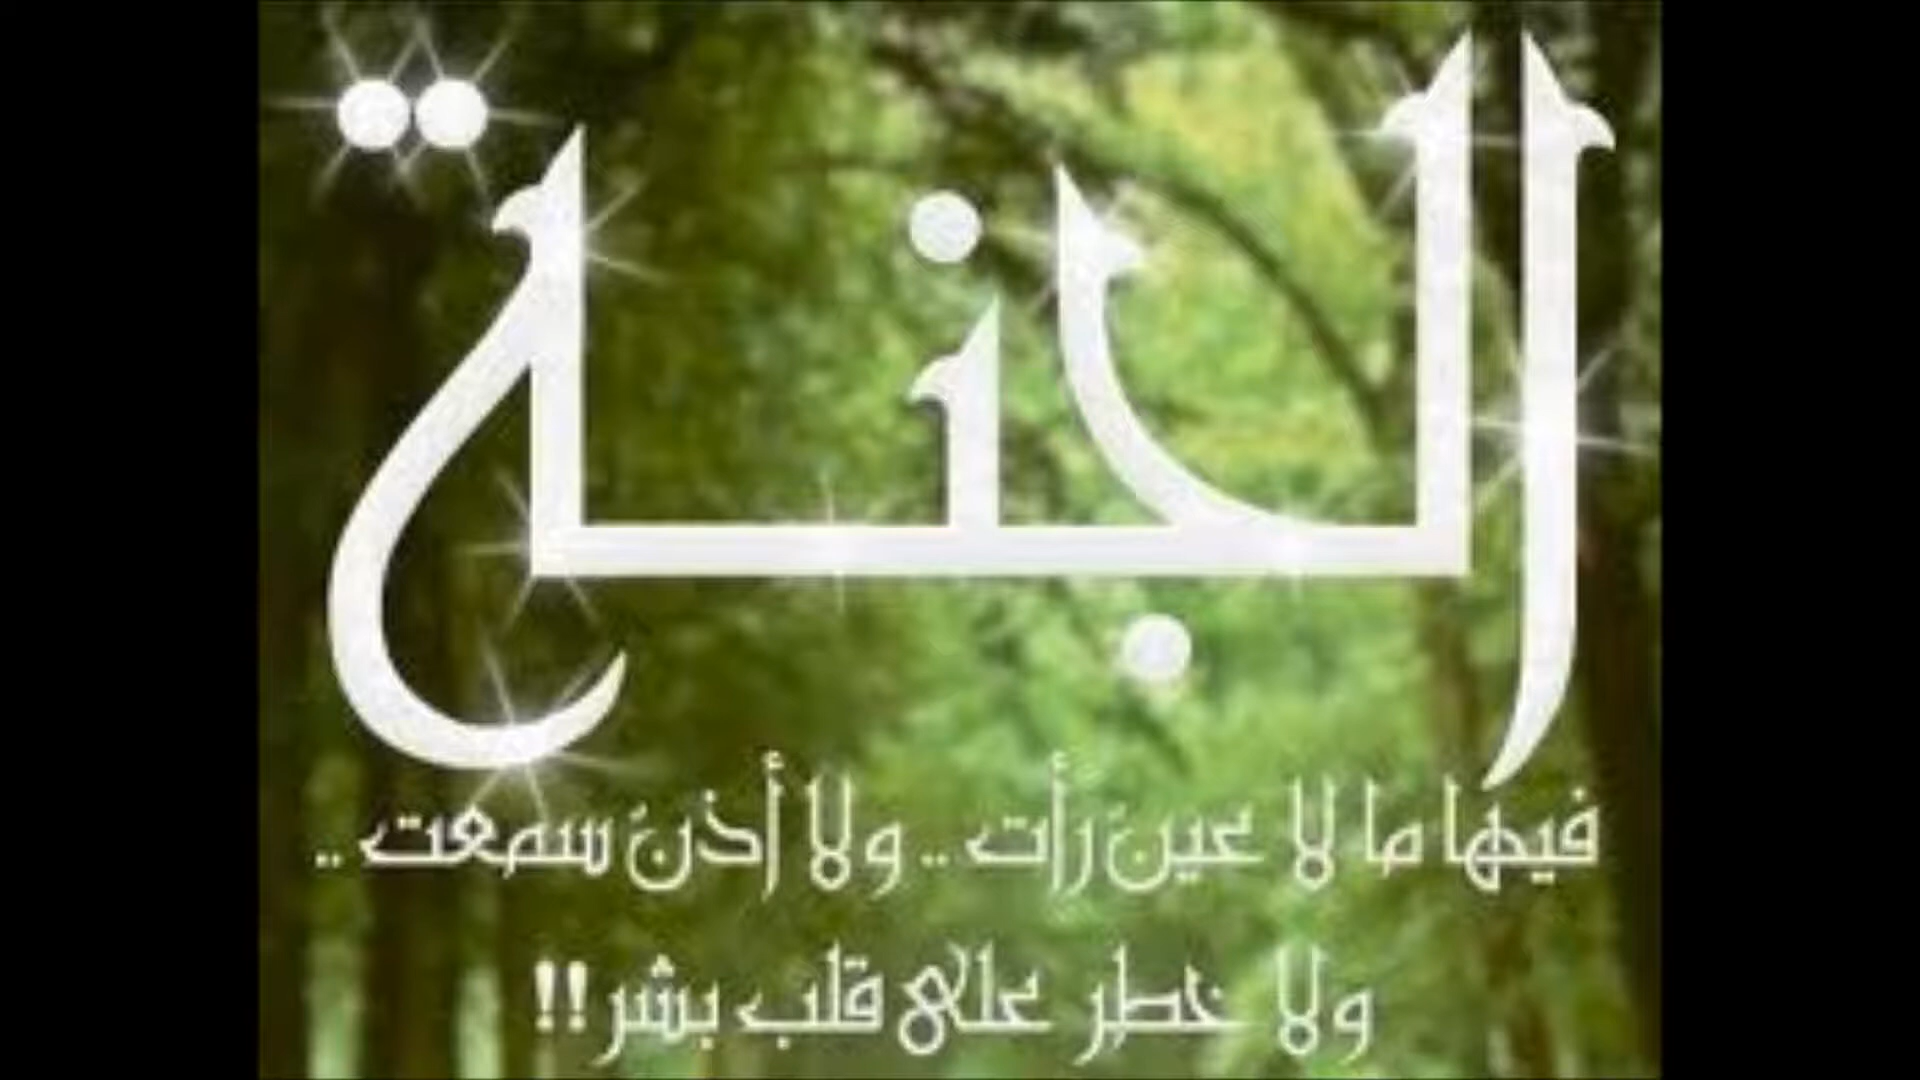 الجنة
فيها ما لا عين رأت .. ولا أذن سمعت ..
ولا خطر على قلب بشر !!